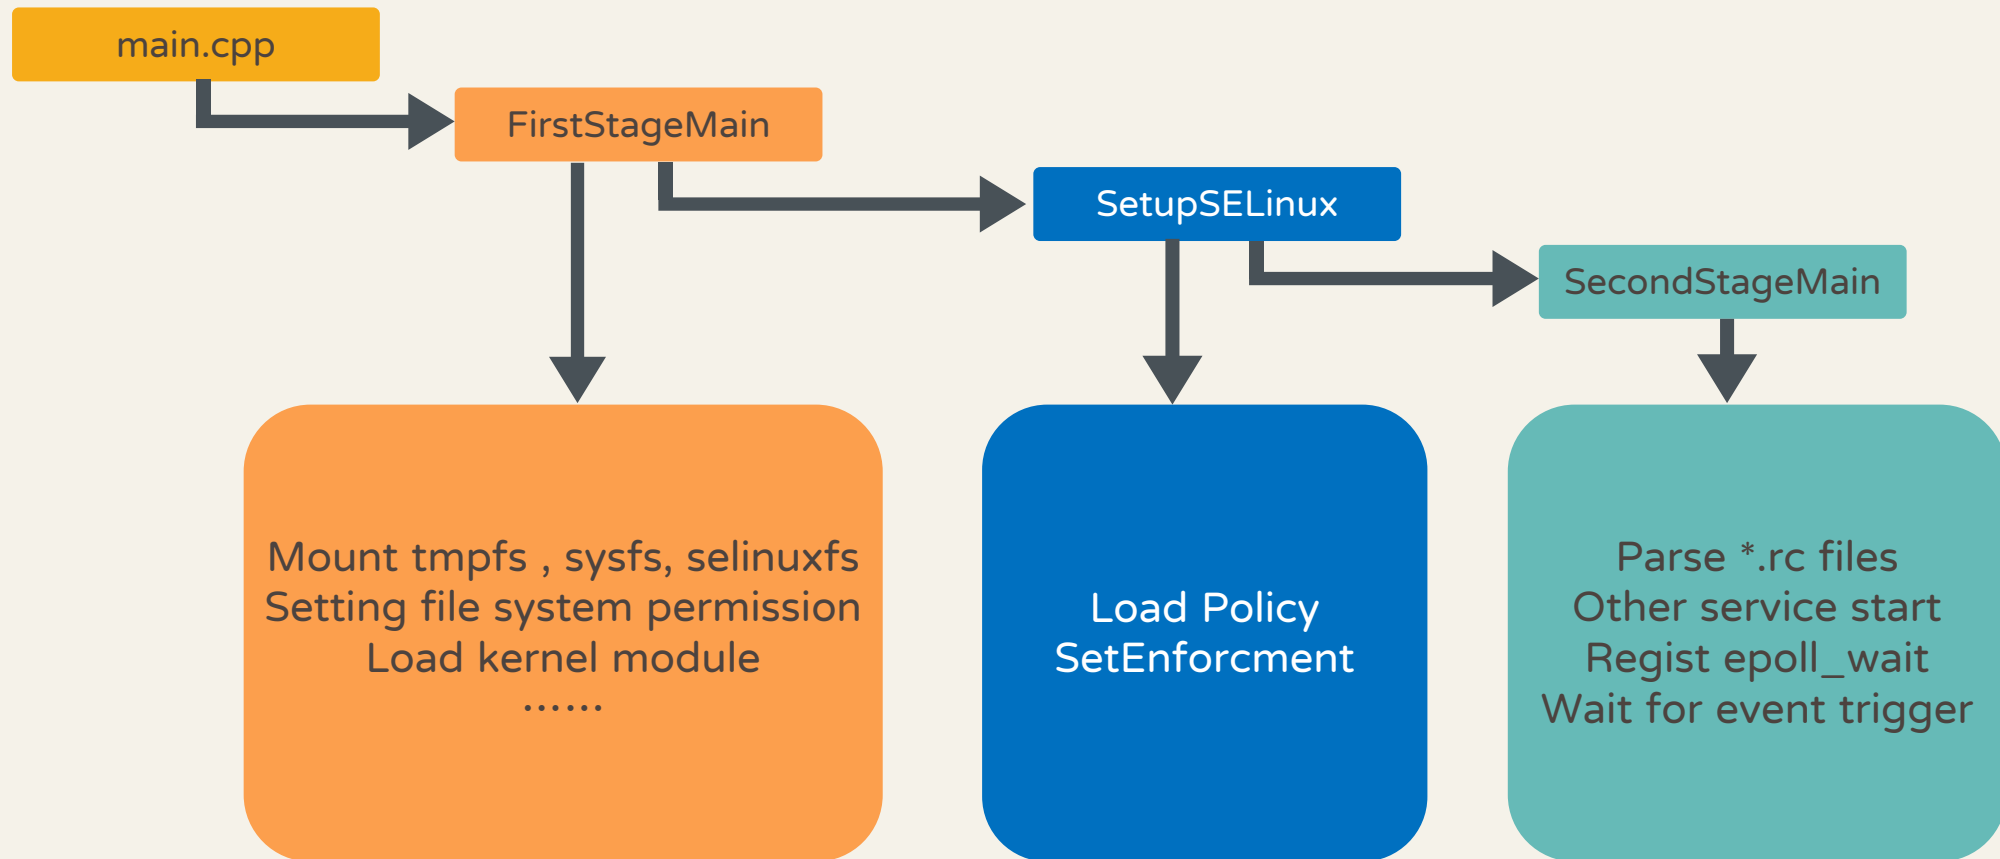 main.cpp
FirstStageMain
SetupSELinux
SecondStageMain
Mount tmpfs , sysfs, selinuxfs
Setting file system permission
Load kernel module
......
Load Policy
SetEnforcment
Parse *.rc files
Other service start
Regist epoll_wait
Wait for event trigger